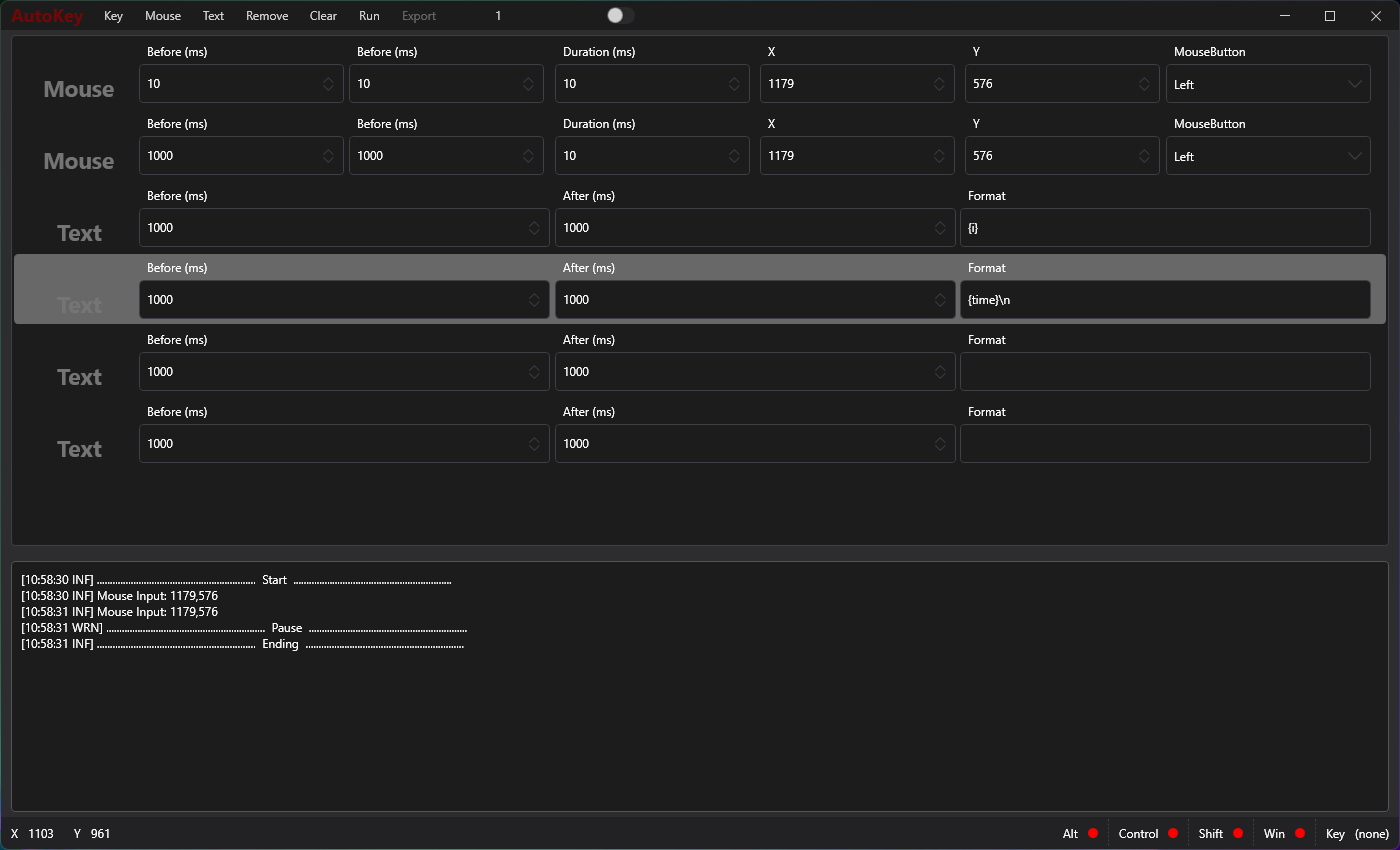 AutoKey Key Mouse Text Remove Clear Run Export 1
Before (ms) Before (ms) Duration (ms) X Y MouseButton
Mouse 10 10 10 1179 576 Left
Before (ms) Before (ms) Duration (ms) X Y MouseButton
Mouse 1000 1000 10 1179 576 Left
Before (ms) After (ms) Format
Text 1000 1000 {i}
Before (ms) After (ms) Format
Text 1000 1000 {time}\n
Before (ms) After (ms) Format
Text 1000 1000
Before (ms) After (ms) Format
Text 1000 1000
[10:58:30 INF] ........................................................ Start ........................................................
[10:58:30 INF] Mouse Input: 1179,576
[10:58:31 INF] Mouse Input: 1179,576
[10:58:31 WRN] ........................................................ Pause ........................................................
[10:58:31 INF] ........................................................ Ending ........................................................
X 1103 Y 961 Alt Control Shift Win Key (none)